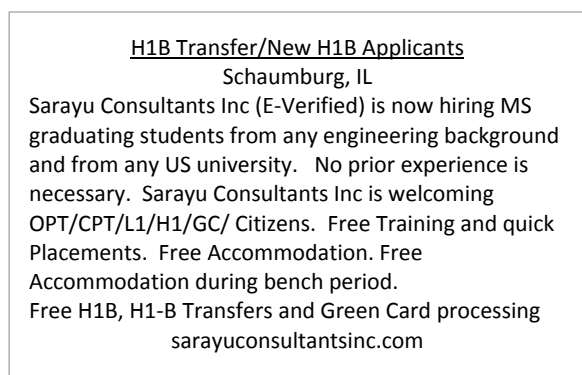 H1B Transfer/New H1B Applicants
Schaumburg, IL
Sarayu Consultants Inc (E-Verified) is now hiring MS
graduating students from any engineering background
and from any US university.   No prior experience is
necessary.  Sarayu Consultants Inc is welcoming
OPT/CPT/L1/H1/GC/ Citizens.  Free Training and quick
Placements.  Free Accommodation. Free
Accommodation during bench period.
Free H1B, H1-B Transfers and Green Card processing
sarayuconsultantsinc.com